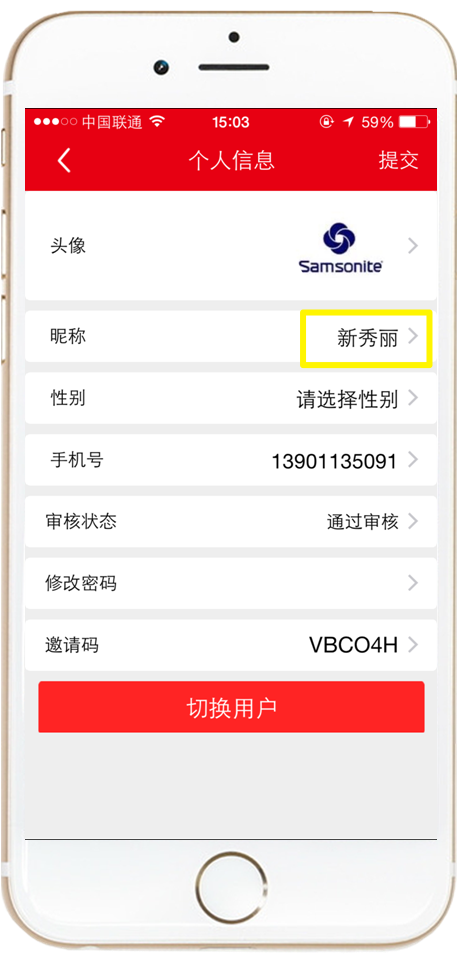 中国联通 15:03 59%
个人信息 提交
头像 Samsonite
昵称 新秀丽
性别 请选择性别
手机号 13901135091
审核状态 通过审核
修改密码
邀请码 VBCO4H
切换用户